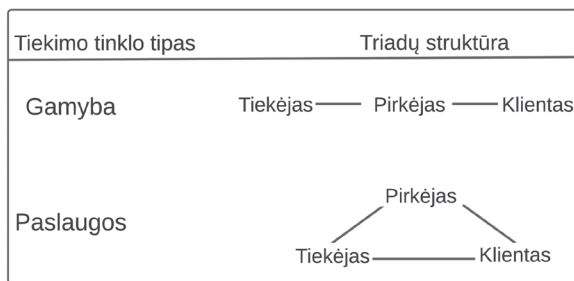 Tiekimo tinklo tipas Triadų struktūra
Gamyba Tiekėjas Pirkėjas Klientas
Pirkėjas
Paslaugos
Tiekėjas Klientas